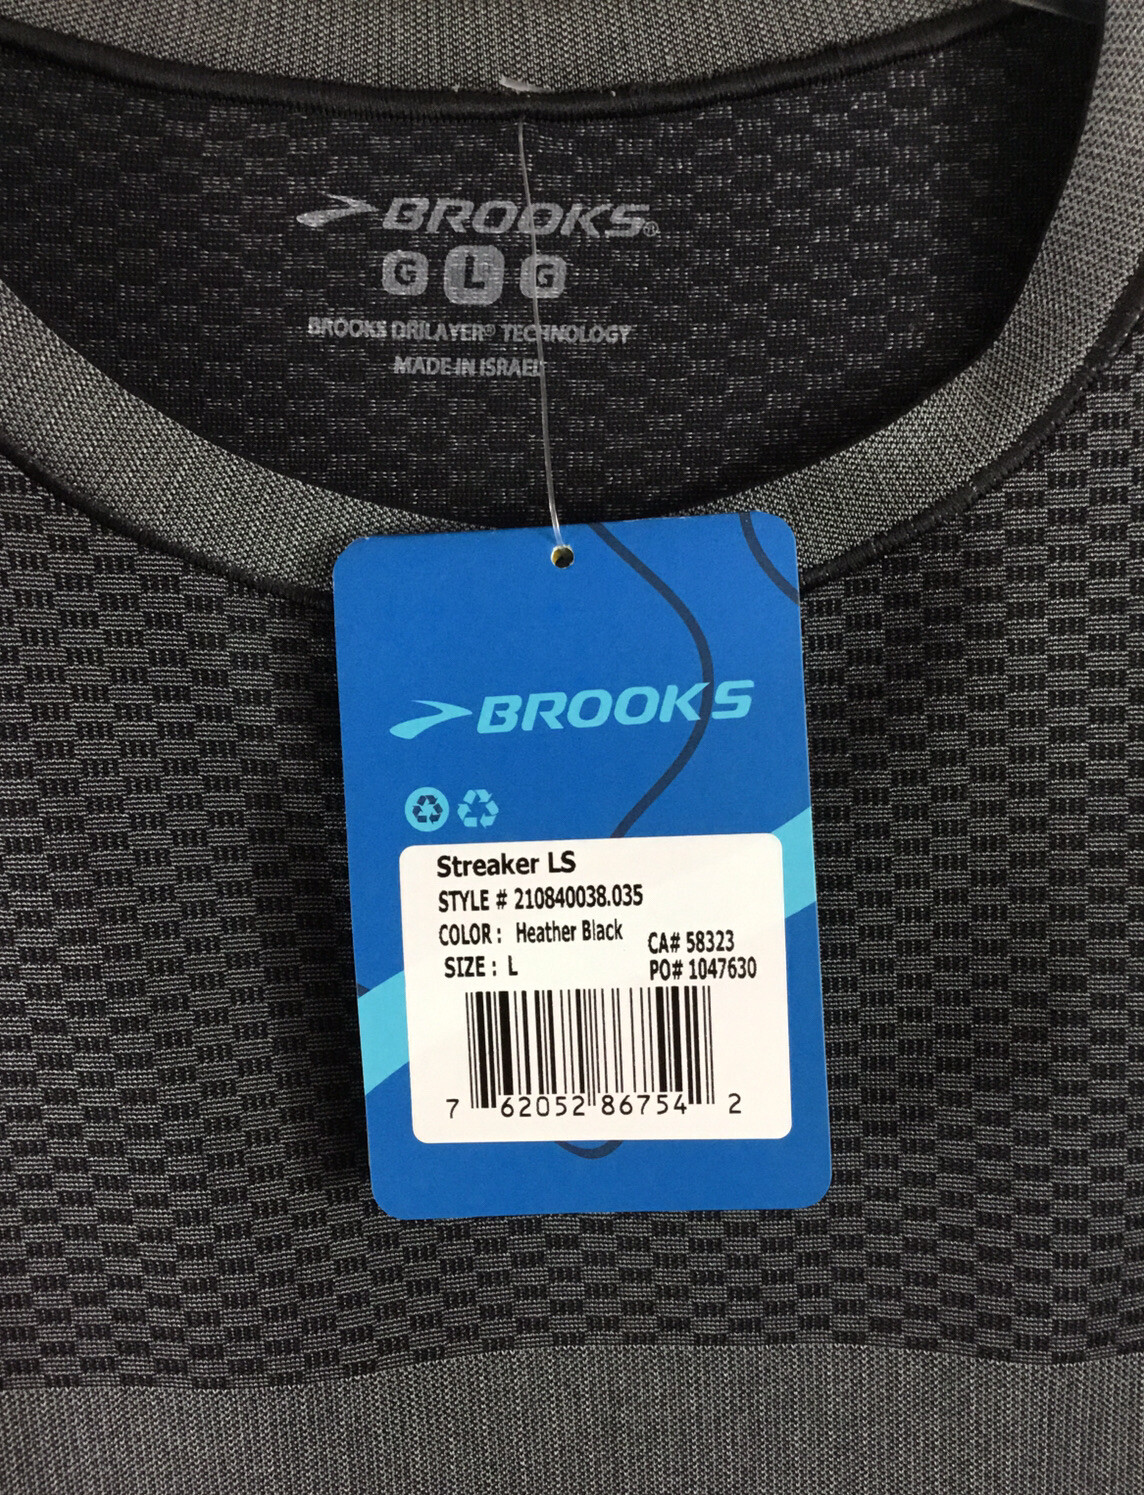 BROOKS®
G L G
BROOKS DRILAYER® TECHNOLOGY
MADE IN ISRAEL
BROOKS
Streaker LS
STYLE # 210840038.035
COLOR : Heather Black
CA# 58323
SIZE : L
PO# 1047630
7 62052 86754 2